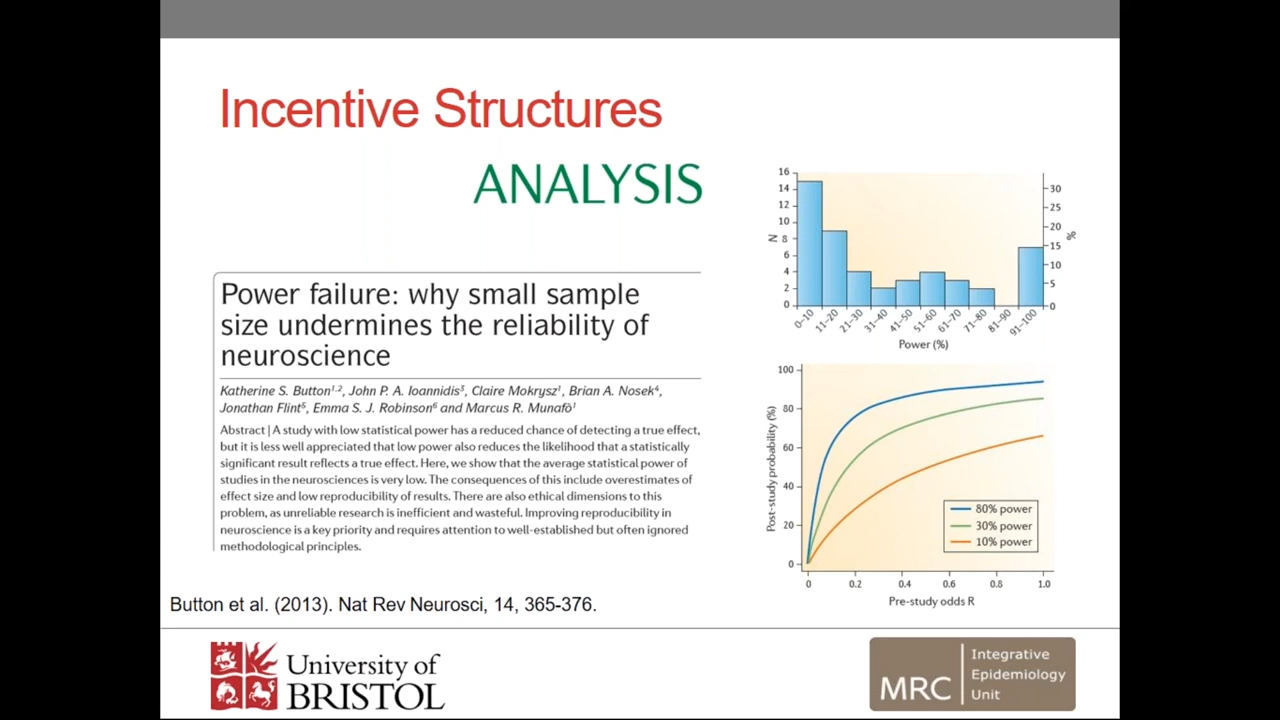 Incentive Structures
ANALYSIS
Power failure: why small sample
size undermines the reliability of
neuroscience
Katherine S. Button¹,², John P. A. Ioannidis³, Claire Mokrysz¹, Brian A. Nosek⁴,
Jonathan Flint⁵, Emma S. J. Robinson⁶ and Marcus R. Munafò¹
Abstract | A study with low statistical power has a reduced chance of detecting a true effect,
but it is less well appreciated that low power also reduces the likelihood that a statistically
significant result reflects a true effect. Here, we show that the average statistical power of
studies in the neurosciences is very low. The consequences of this include overestimates of
effect size and low reproducibility of results. There are also ethical dimensions to this
problem, as unreliable research is inefficient and wasteful. Improving reproducibility in
neuroscience is a key priority and requires attention to well-established but often ignored
methodological principles.
16
14
12
10
8
6
4
2
0
N
30
25
20
15
10
5
0
%
0–10
11–20
21–30
31–40
41–50
51–60
61–70
71–80
81–90
91–100
Power (%)
100
80
60
40
20
0
Post-study probability (%)
80% power
30% power
10% power
0
0.2
0.4
0.6
0.8
1.0
Pre-study odds R
Button et al. (2013). Nat Rev Neurosci, 14, 365-376.
University of
BRISTOL
MRC
Integrative
Epidemiology
Unit